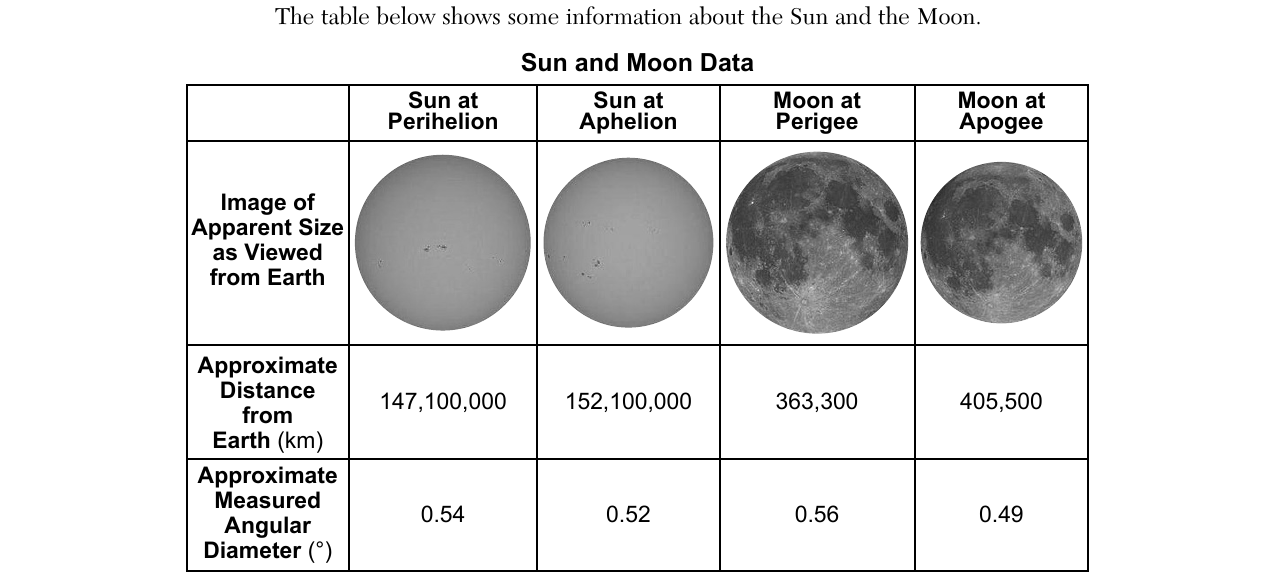 The table below shows some information about the Sun and the Moon.
Sun and Moon Data
Sun at
Perihelion
Sun at
Aphelion
Moon at
Perigee
Moon at
Apogee
Image of
Apparent Size
as Viewed
from Earth
Approximate
Distance
from
Earth (km)
147,100,000
152,100,000
363,300
405,500
Approximate
Measured
Angular
Diameter (°)
0.54
0.52
0.56
0.49